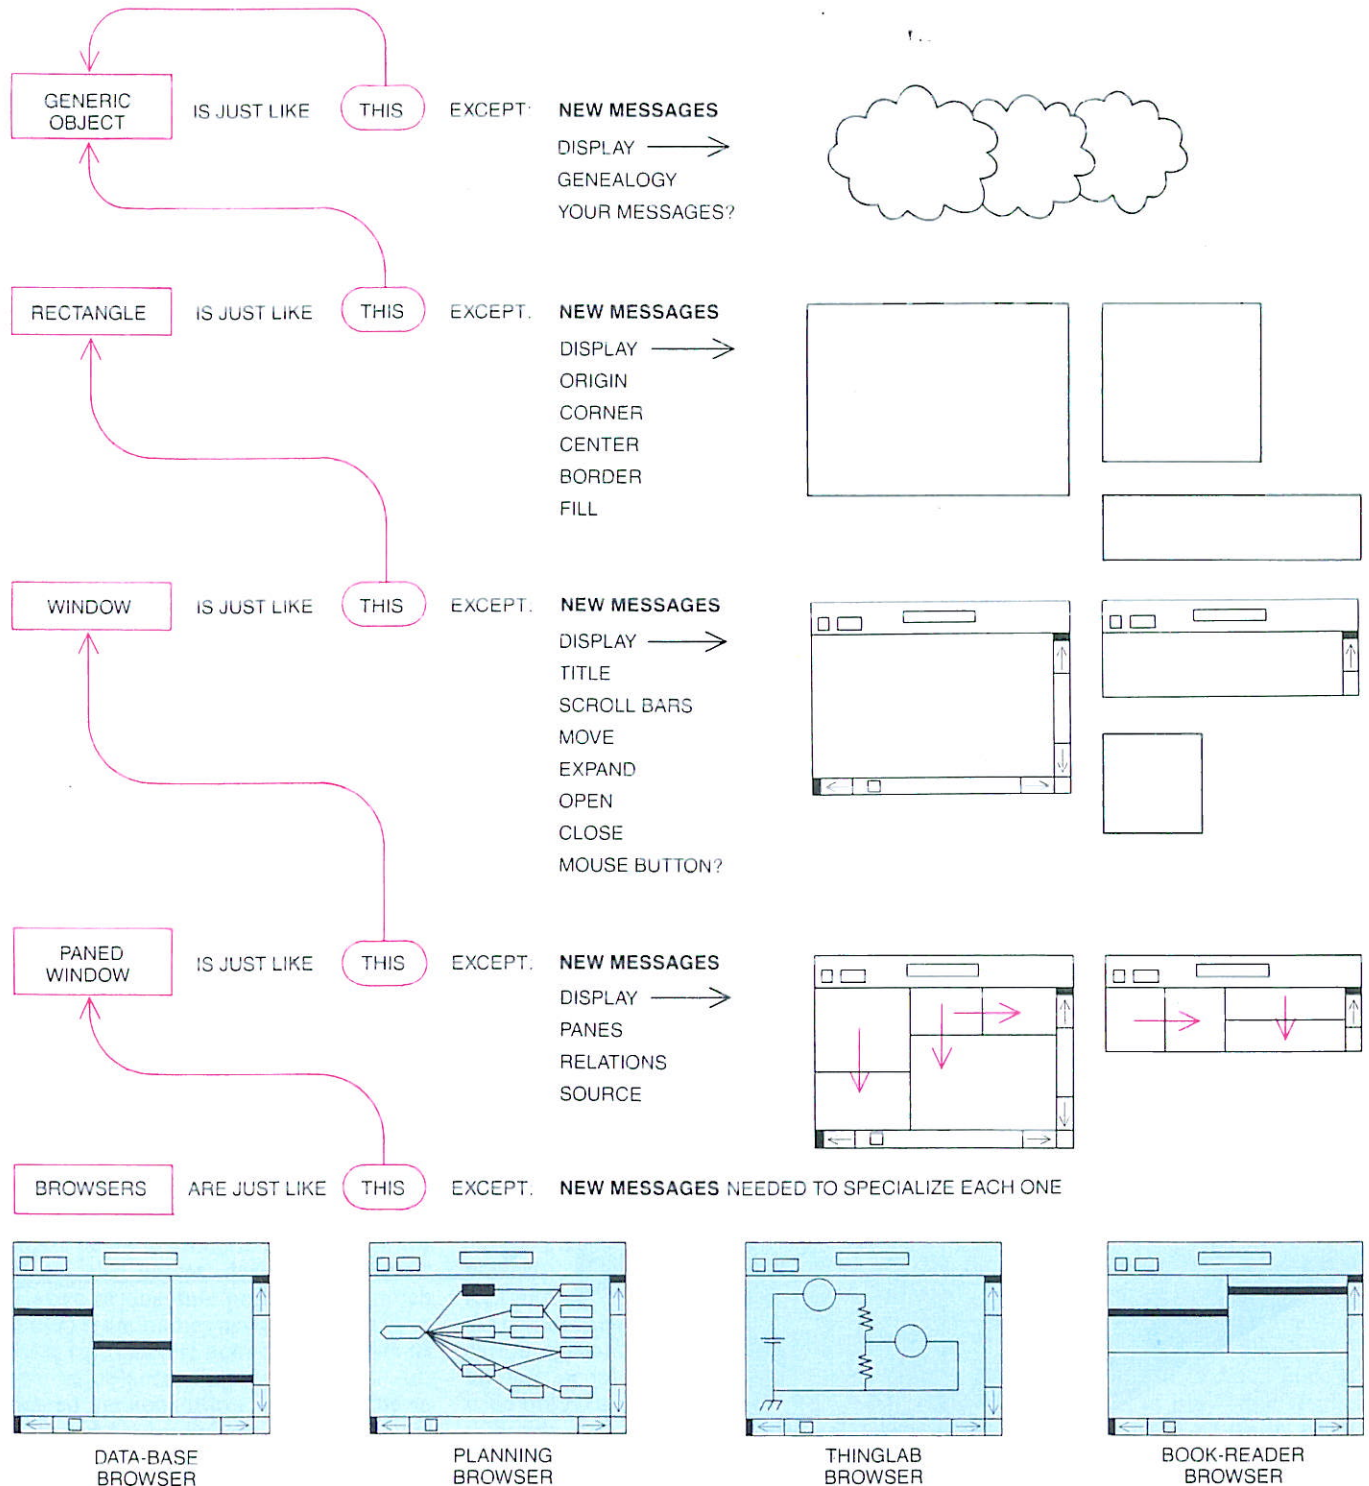 GENERIC OBJECT IS JUST LIKE THIS EXCEPT: NEW MESSAGES
DISPLAY
GENEALOGY
YOUR MESSAGES?
RECTANGLE IS JUST LIKE THIS EXCEPT: NEW MESSAGES
DISPLAY
ORIGIN
CORNER
CENTER
BORDER
FILL
WINDOW IS JUST LIKE THIS EXCEPT: NEW MESSAGES
DISPLAY
TITLE
SCROLL BARS
MOVE
EXPAND
OPEN
CLOSE
MOUSE BUTTON?
PANED WINDOW IS JUST LIKE THIS EXCEPT: NEW MESSAGES
DISPLAY
PANES
RELATIONS
SOURCE
BROWSERS ARE JUST LIKE THIS EXCEPT: NEW MESSAGES NEEDED TO SPECIALIZE EACH ONE
DATA-BASE
BROWSER
PLANNING
BROWSER
THINGLAB
BROWSER
BOOK-READER
BROWSER